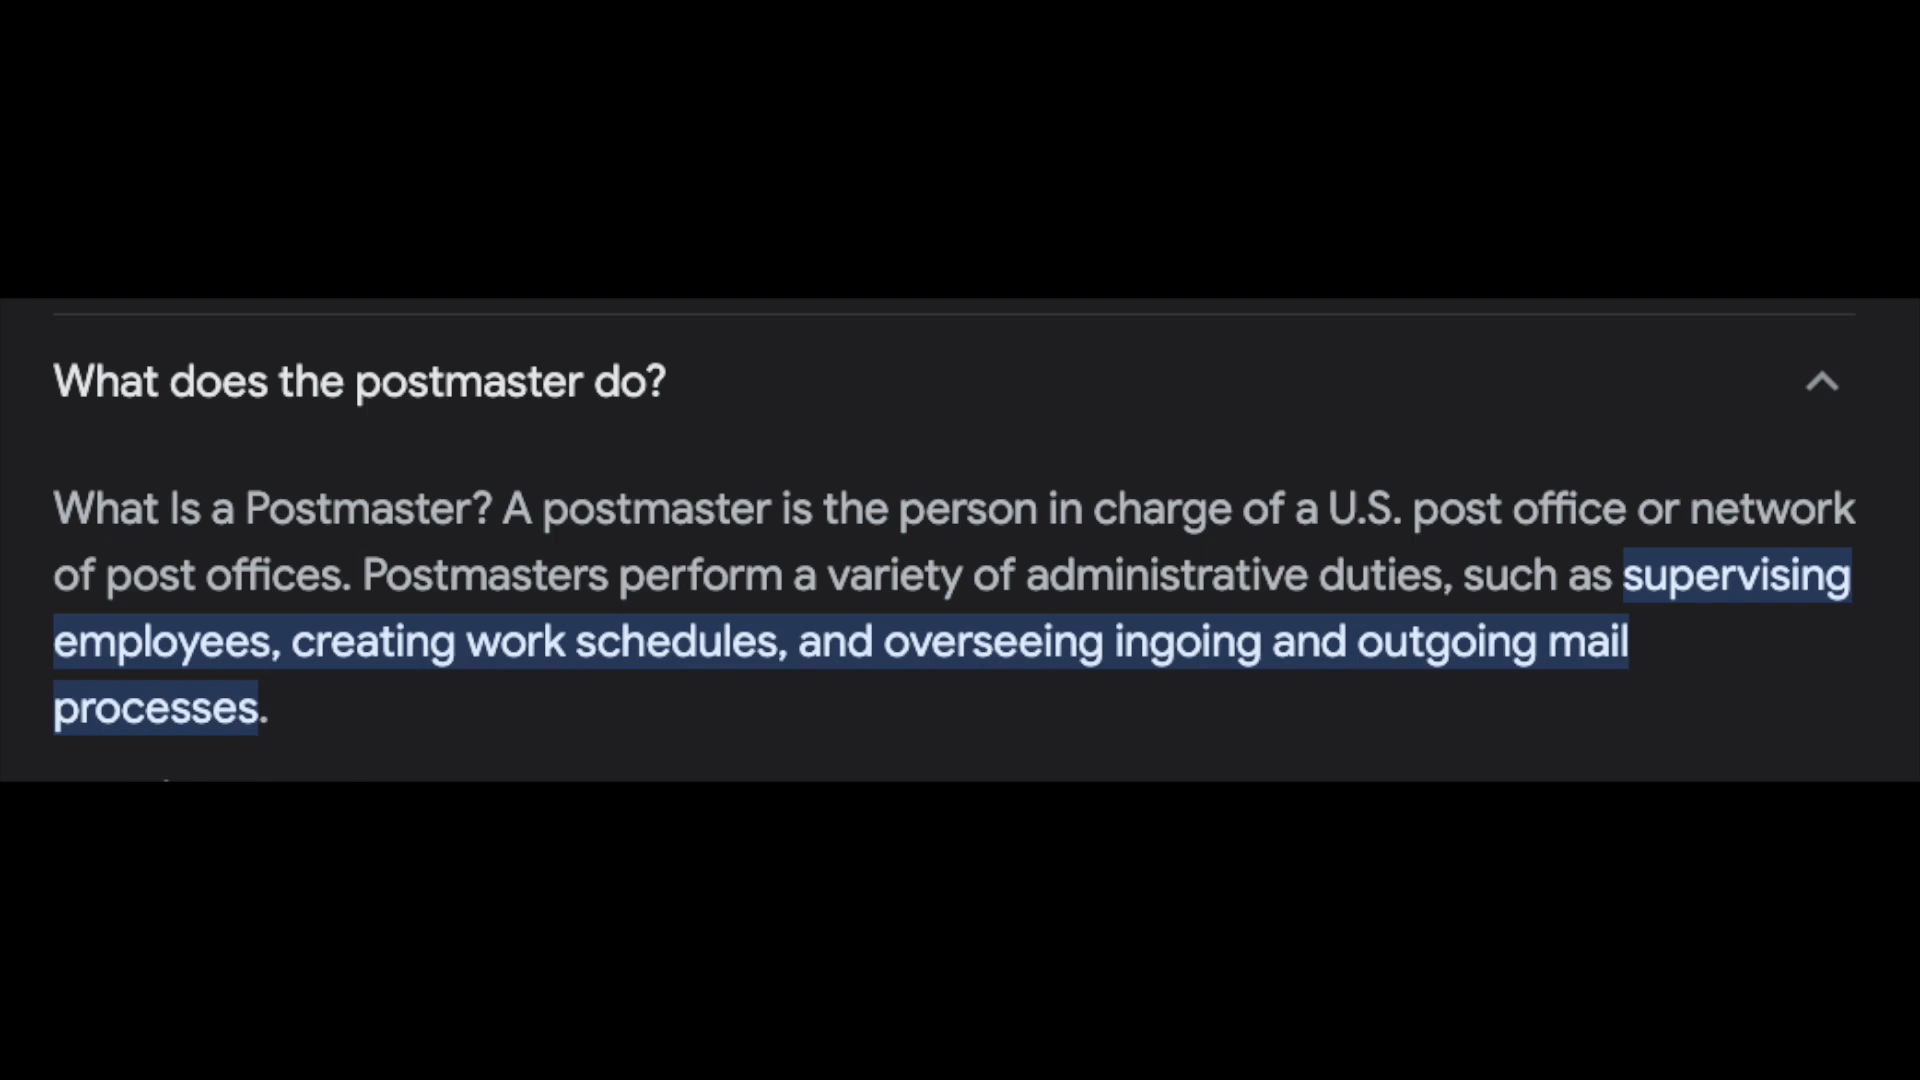 What does the postmaster do?
What Is a Postmaster? A postmaster is the person in charge of a U.S. post office or network
of post offices. Postmasters perform a variety of administrative duties, such as supervising
employees, creating work schedules, and overseeing ingoing and outgoing mail
processes.